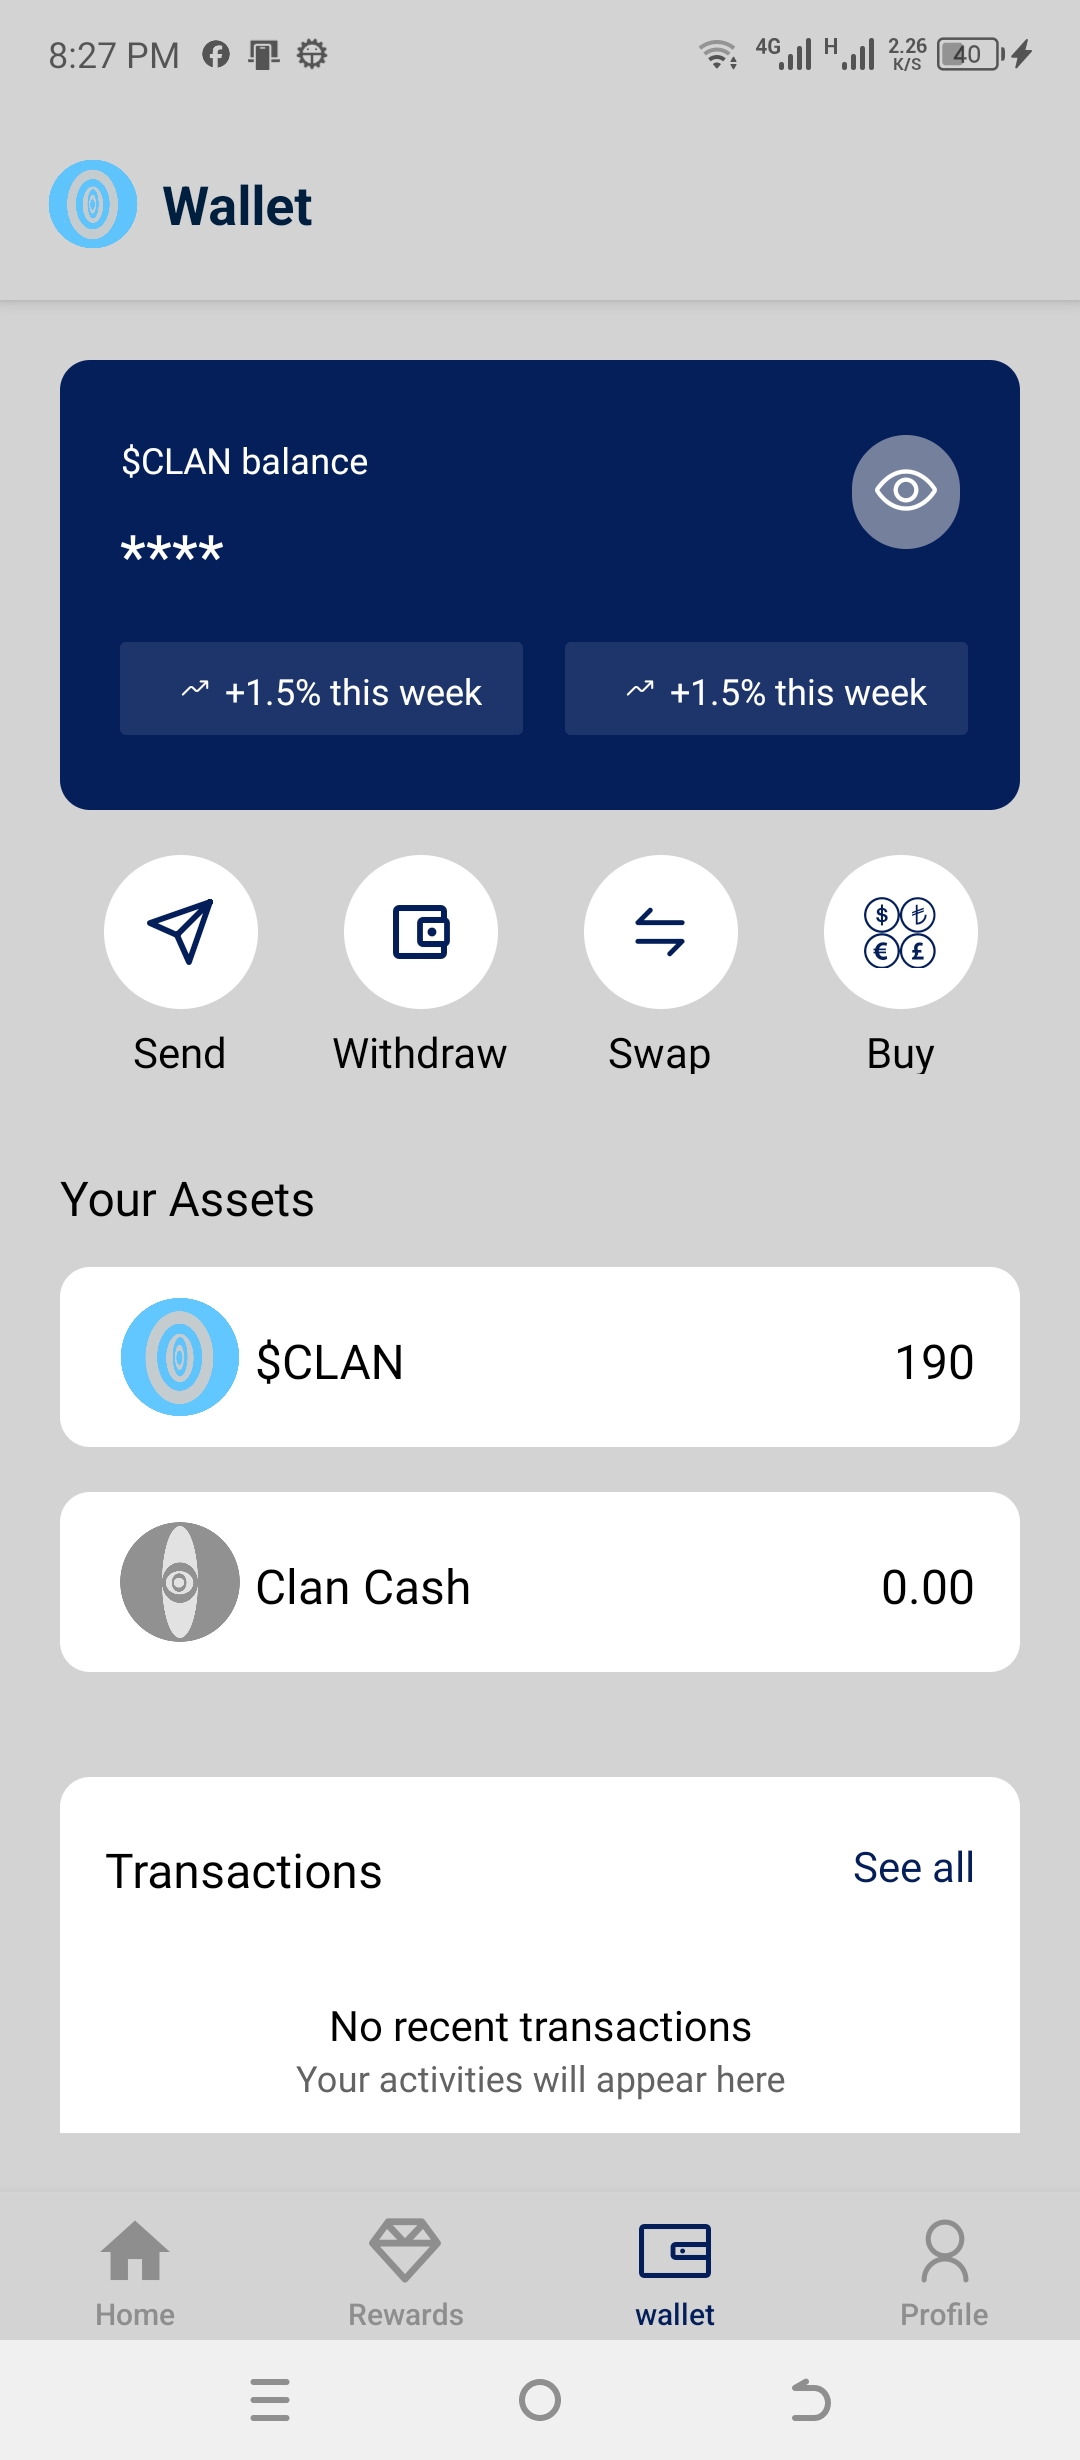 8:27 PM 4G H 2.26 K/S 40
Wallet
$CLAN balance
****
+1.5% this week +1.5% this week
$ ₺
€ £
Send Withdraw Swap Buy
Your Assets
$CLAN 190
Clan Cash 0.00
Transactions See all
No recent transactions
Your activities will appear here
Home Rewards wallet Profile